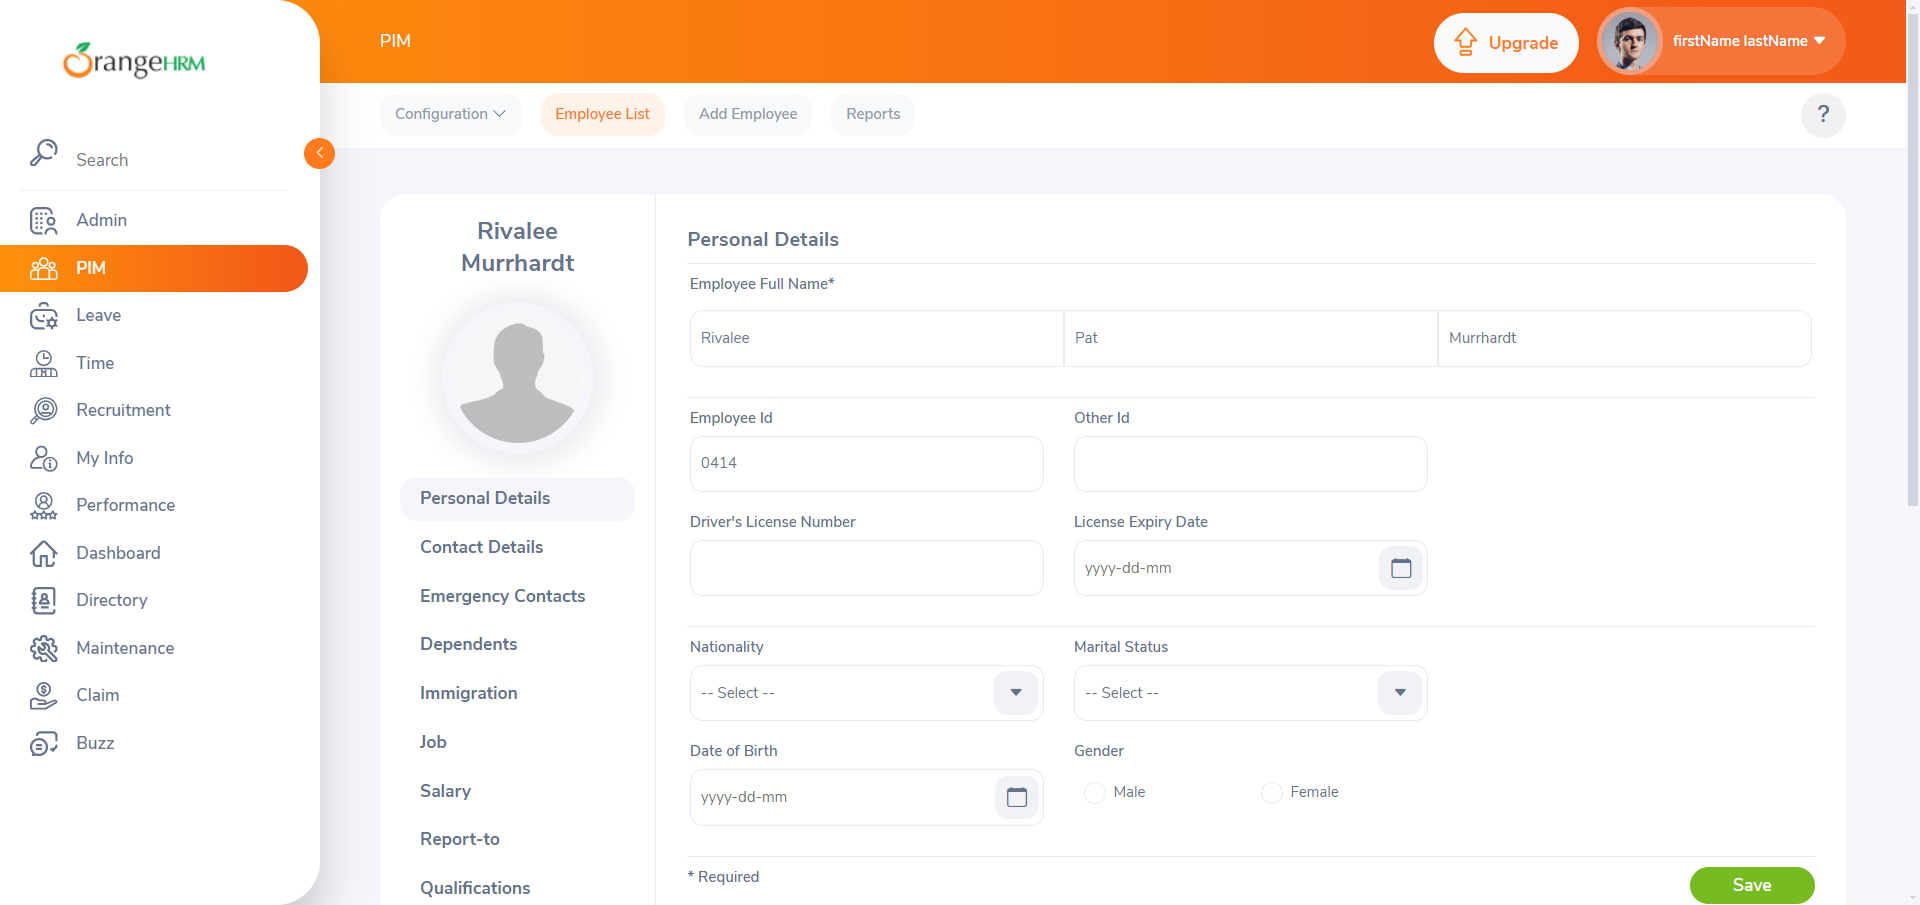 OrangeHRM
PIM
Upgrade
firstName lastName
Configuration
Employee List
Add Employee
Reports
?
Search
Admin
PIM
Leave
Time
Recruitment
My Info
Performance
Dashboard
Directory
Maintenance
Claim
Buzz
Rivalee
Murrhardt
Personal Details
Contact Details
Emergency Contacts
Dependents
Immigration
Job
Salary
Report-to
Qualifications
Personal Details
Employee Full Name*
Rivalee
Pat
Murrhardt
Employee Id
Other Id
0414
Driver's License Number
License Expiry Date
yyyy-dd-mm
Nationality
Marital Status
-- Select --
-- Select --
Date of Birth
Gender
yyyy-dd-mm
Male
Female
* Required
Save